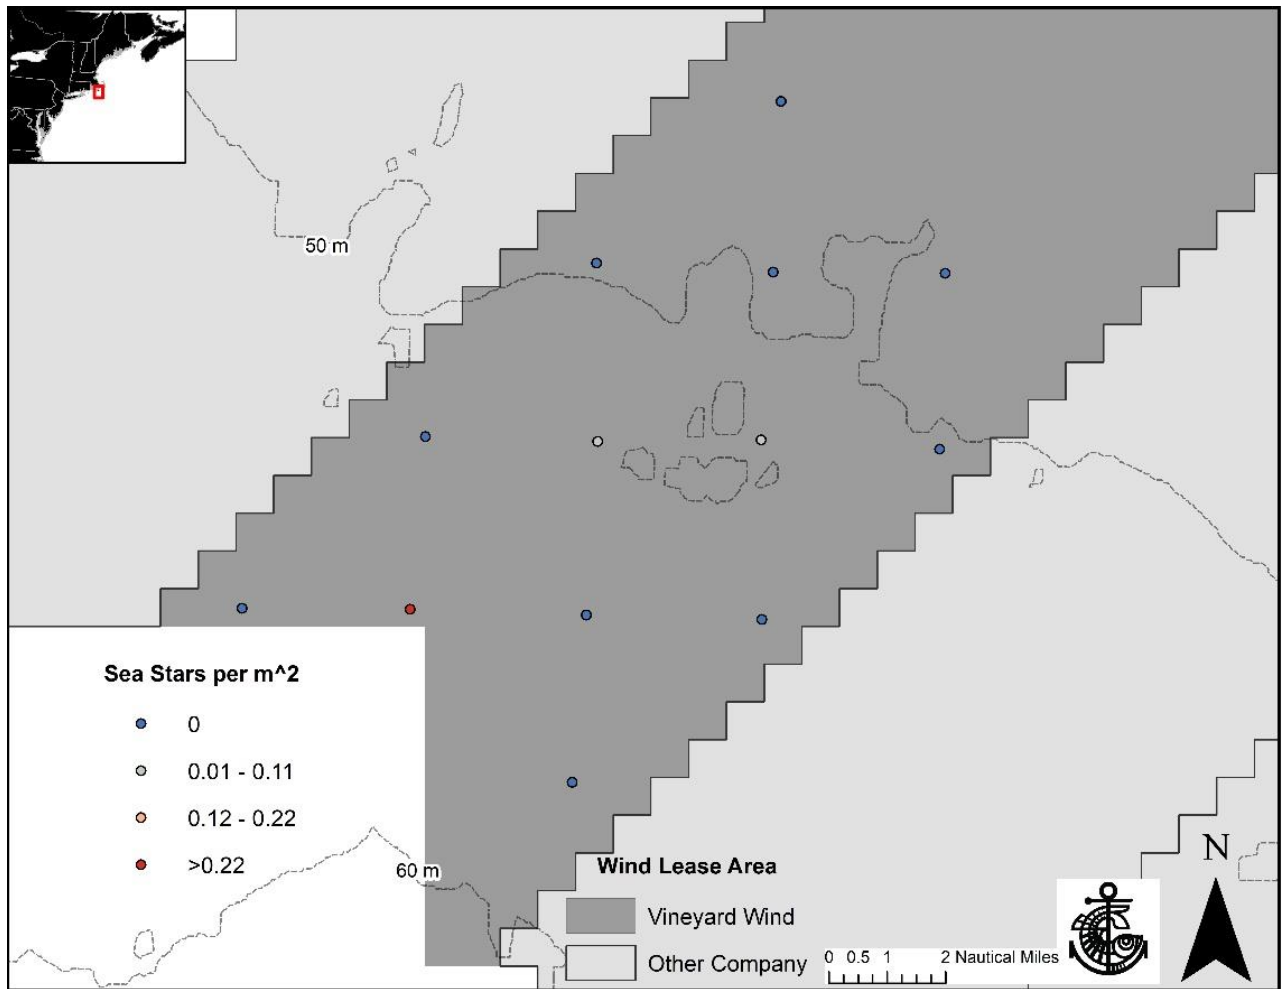 50 m
Sea Stars per m^2
0
0.01 - 0.11
0.12 - 0.22
>0.22
60 m
Wind Lease Area
Vineyard Wind
Other Company
0 0.5 1 2 Nautical Miles
N